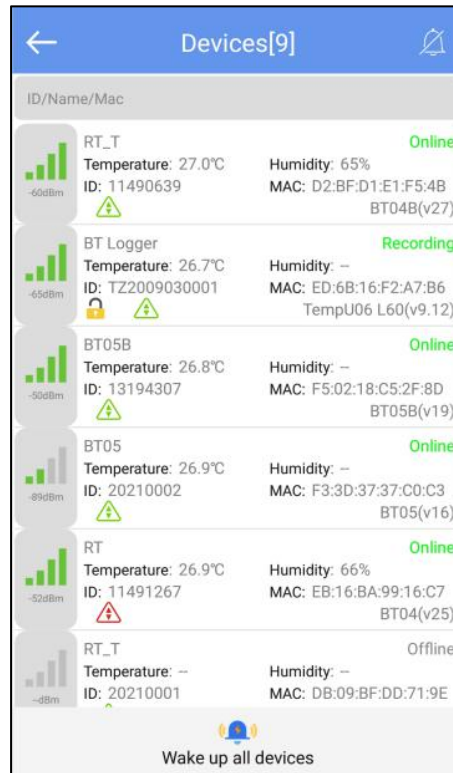 Devices[9]
ID/Name/Mac
RT_T Online
Temperature: 27.0℃ Humidity: 65%
-60dBm ID: 11490639 MAC: D2:BF:D1:E1:F5:4B
BT04B(v27)
BT Logger Recording
Temperature: 26.7℃ Humidity: --
-65dBm ID: TZ2009030001 MAC: ED:6B:16:F2:A7:B6
TempU06 L60(v9.12)
BT05B Online
Temperature: 26.8℃ Humidity: --
-50dBm ID: 13194307 MAC: F5:02:18:C5:2F:8D
BT05B(v19)
BT05 Online
Temperature: 26.9℃ Humidity: --
-89dBm ID: 20210002 MAC: F3:3D:37:37:C0:C3
BT05(v16)
RT Online
Temperature: 26.9℃ Humidity: 66%
-52dBm ID: 11491267 MAC: EB:16:BA:99:16:C7
BT04(v25)
RT_T Offline
Temperature: -- Humidity: --
--dBm ID: 20210001 MAC: DB:09:BF:DD:71:9E
Wake up all devices